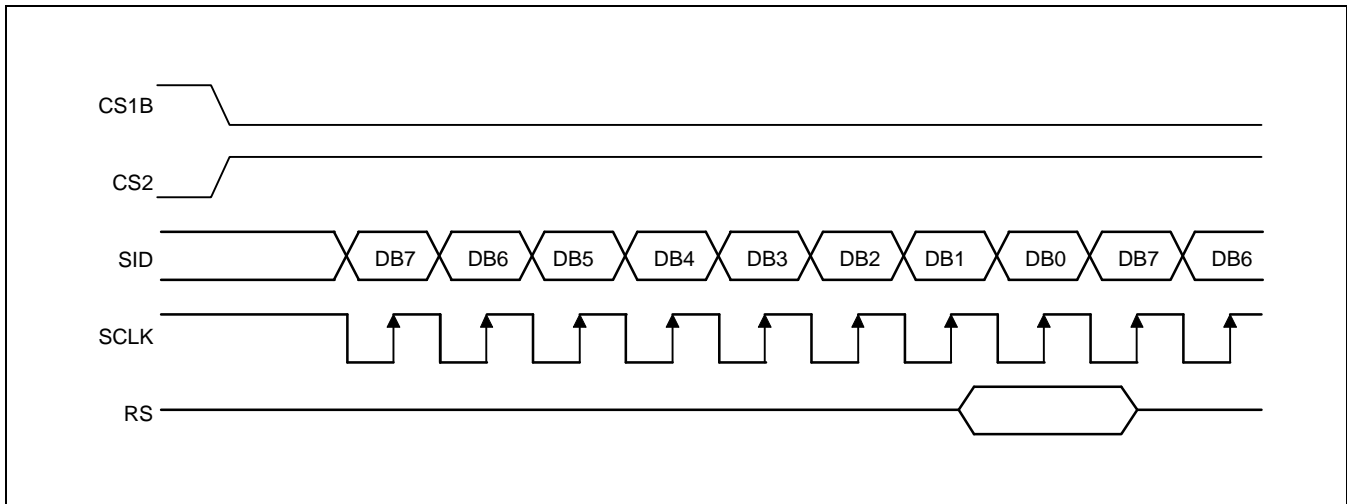 CS1B
CS2
SID DB7 DB6 DB5 DB4 DB3 DB2 DB1 DB0 DB7 DB6
SCLK
RS